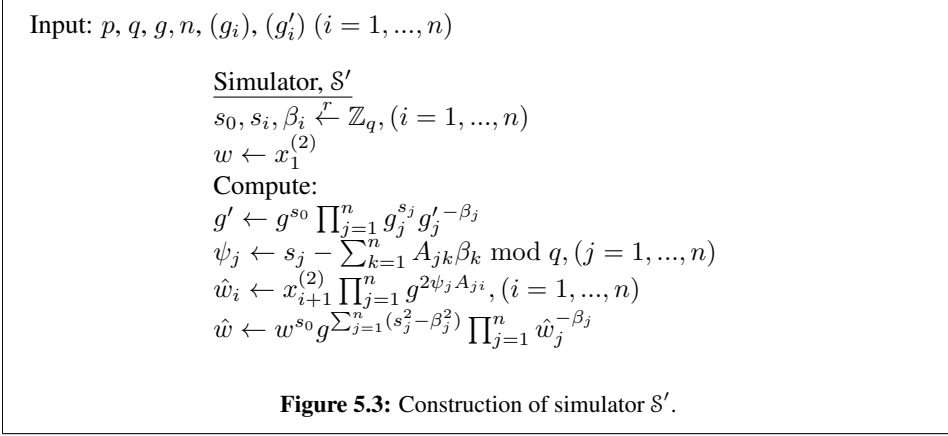 Input: p, q, g, n, (g_i), (g'_i) (i = 1, ..., n)
Simulator, 𝒮′
s_0, s_i, β_i ←^r ℤ_q, (i = 1, ..., n)
w ← x_1^{(2)}
Compute:
g′ ← g^{s_0} ∏_{j=1}^n g_j^{s_j} g′_j^{−β_j}
ψ_j ← s_j − ∑_{k=1}^n A_{jk}β_k mod q, (j = 1, ..., n)
ŵ_i ← x_{i+1}^{(2)} ∏_{j=1}^n g^{2ψ_j A_{ji}}, (i = 1, ..., n)
ŵ ← w^{s_0} g^{∑_{j=1}^n (s_j^2 − β_j^2)} ∏_{j=1}^n ŵ_j^{−β_j}
Figure 5.3: Construction of simulator 𝒮′.